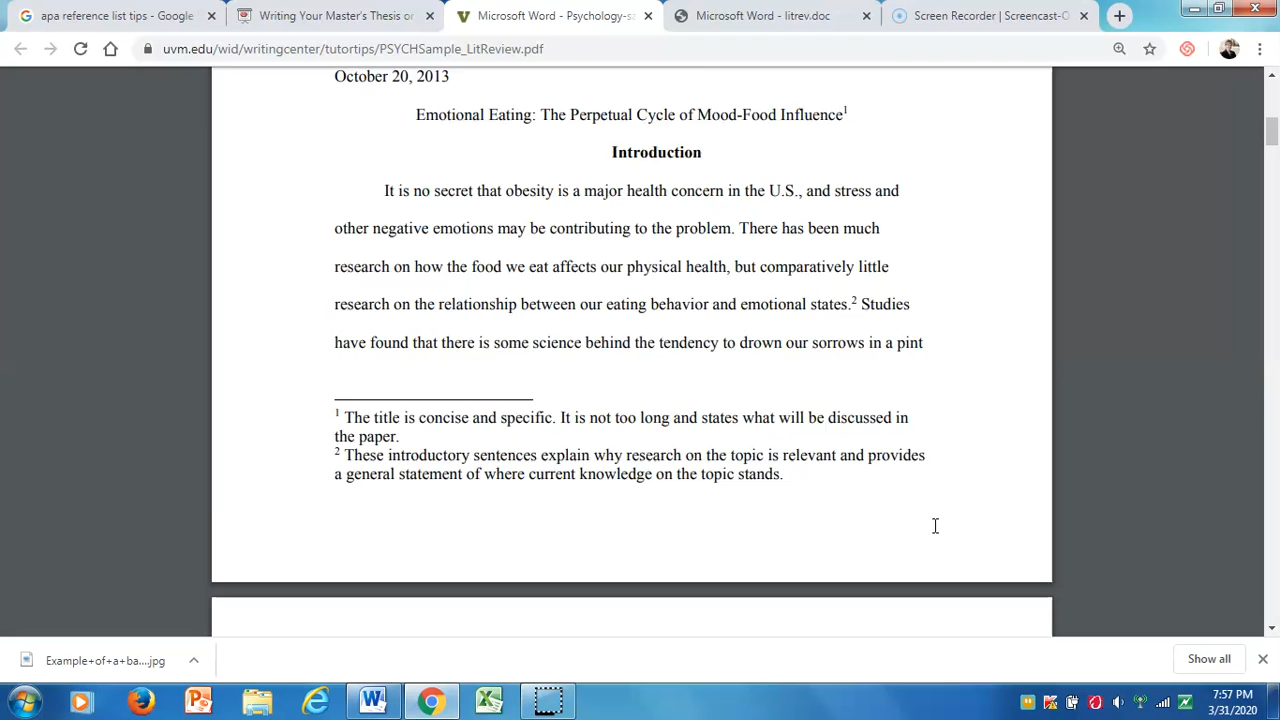 apa reference list tips - Google
Writing Your Master's Thesis or
Microsoft Word - Psychology-sa
Microsoft Word - litrev.doc
Screen Recorder | Screencast-O
uvm.edu/wid/writingcenter/tutortips/PSYCHSample_LitReview.pdf
October 20, 2013
Emotional Eating: The Perpetual Cycle of Mood-Food Influence1
Introduction
It is no secret that obesity is a major health concern in the U.S., and stress and
other negative emotions may be contributing to the problem. There has been much
research on how the food we eat affects our physical health, but comparatively little
research on the relationship between our eating behavior and emotional states.2 Studies
have found that there is some science behind the tendency to drown our sorrows in a pint
1 The title is concise and specific. It is not too long and states what will be discussed in
the paper.
2 These introductory sentences explain why research on the topic is relevant and provides
a general statement of where current knowledge on the topic stands.
Example+of+a+ba....jpg
Show all
7:57 PM
3/31/2020